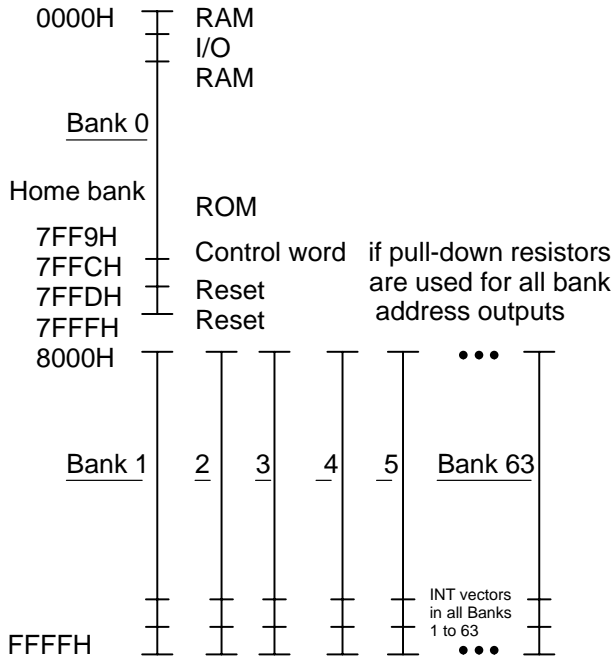 0000H RAM
I/O
RAM
Bank 0
Home bank
ROM
7FF9H
Control word if pull-down resistors
7FFCH
are used for all bank
7FFDH Reset
address outputs
7FFFH Reset
8000H •••
Bank 1 2 3 4 5 Bank 63
INT vectors
in all Banks
1 to 63
FFFFH •••